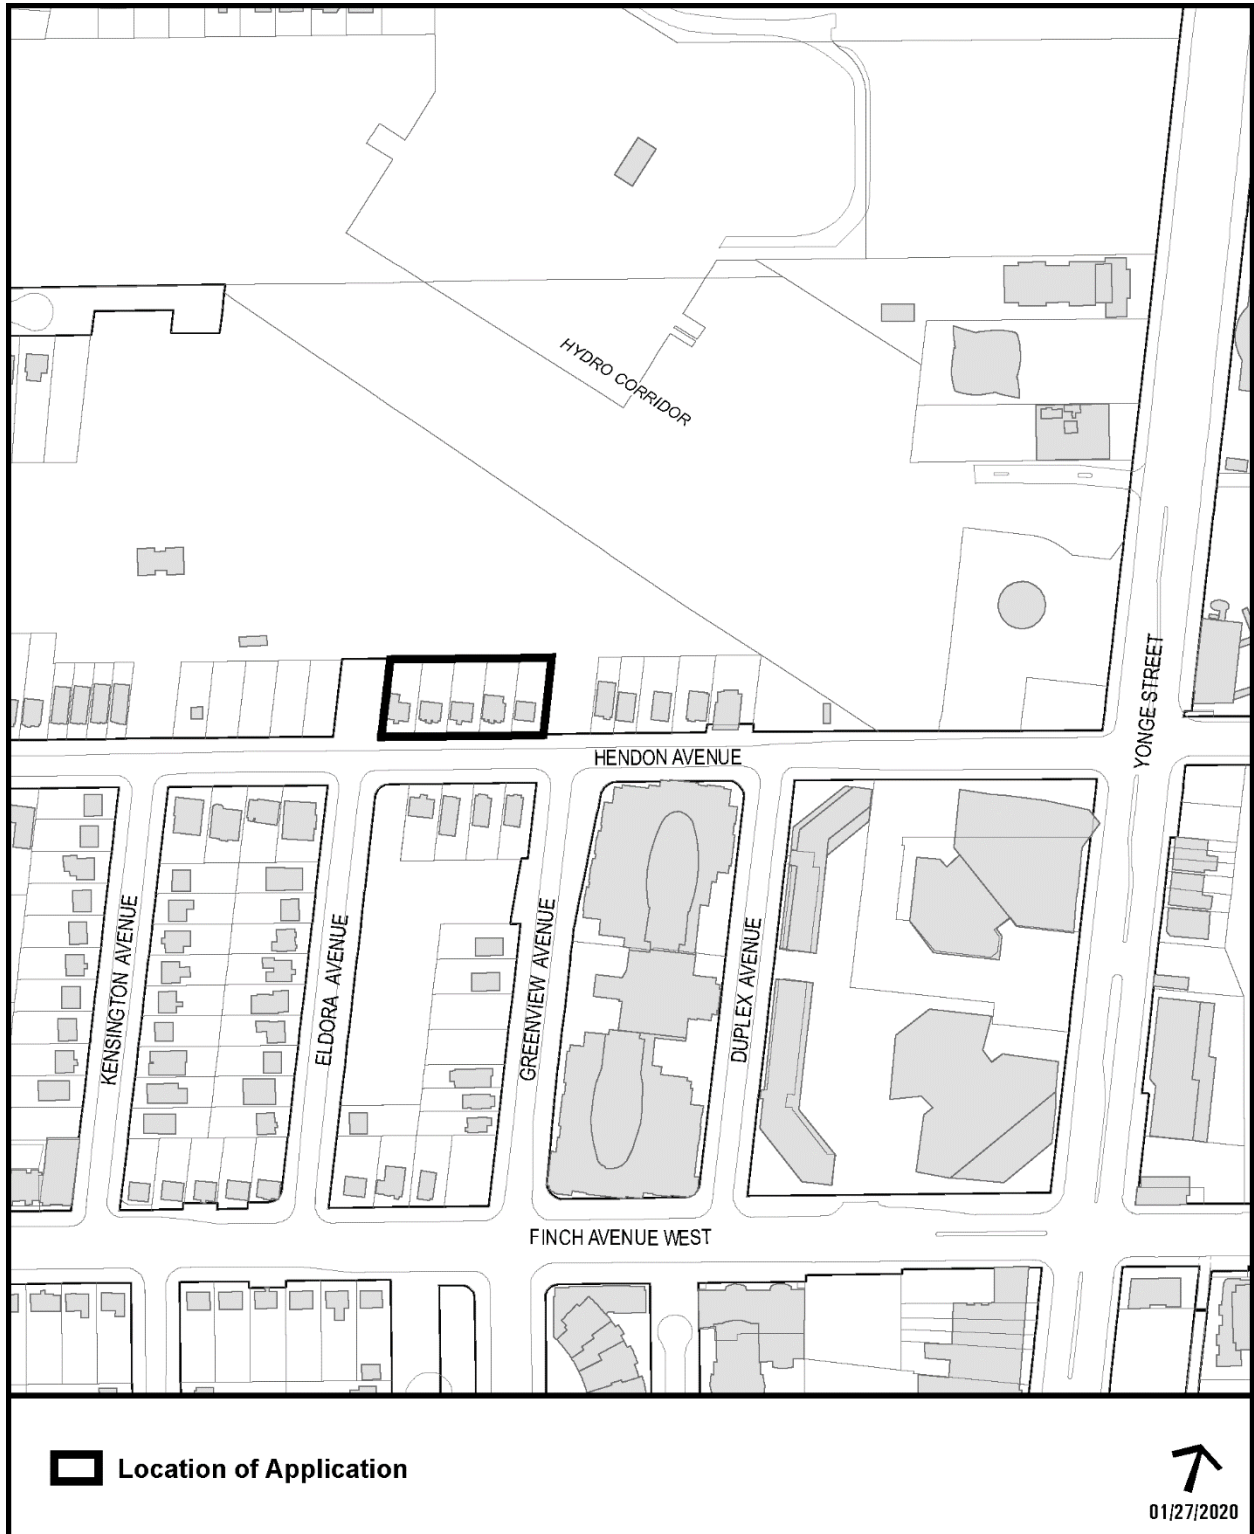 HYDRO CORRIDOR
YONGE STREET
HENDON AVENUE
KENSINGTON AVENUE
ELDORA AVENUE
GREENVIEW AVENUE
DUPLEX AVENUE
FINCH AVENUE WEST
Location of Application
01/27/2020